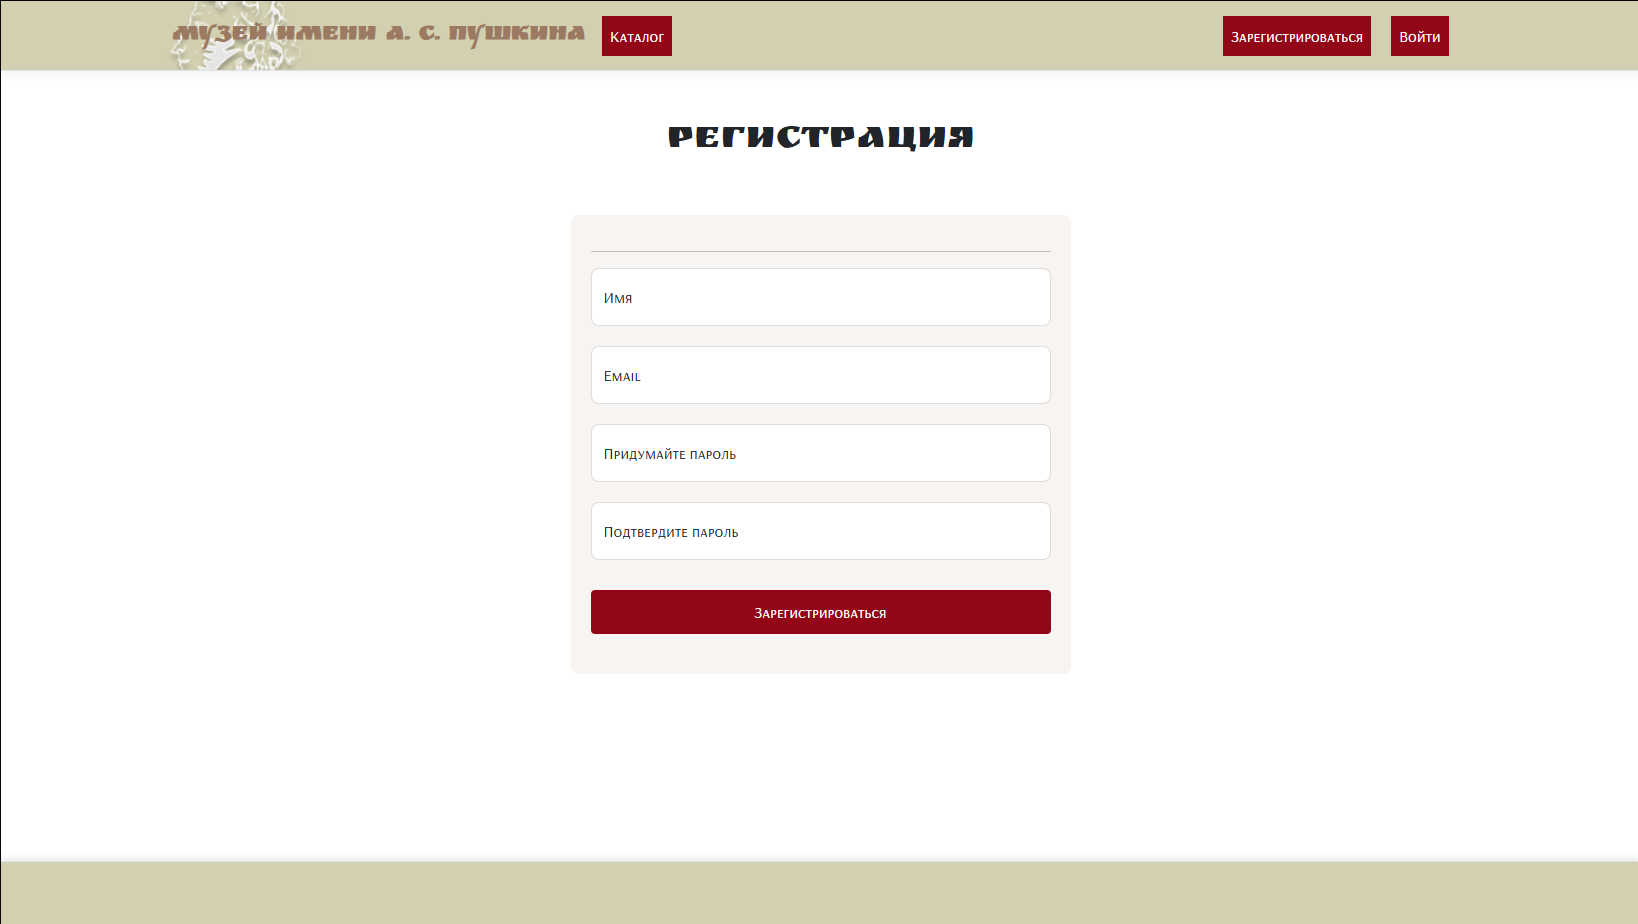 МУЗЕЙ ИМЕНИ А. С. ПУШКИНА
Каталог
Зарегистрироваться
Войти
РЕГИСТРАЦИЯ
Имя
Email
Придумайте пароль
Подтвердите пароль
Зарегистрироваться